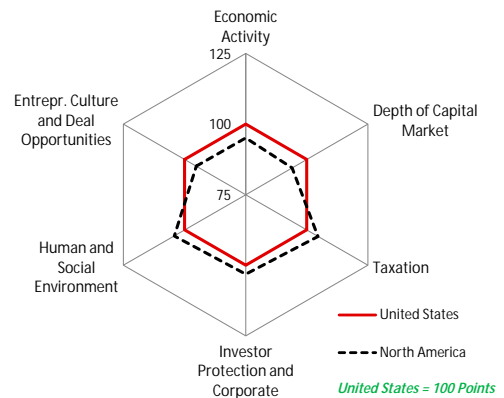 Economic
Activity
125
Entrepr. Culture
and Deal
Opportunities
100
Depth of Capital
Market
75
Human and
Social
Environment
Taxation
United States
Investor
Protection and
Corporate
North America
United States = 100 Points